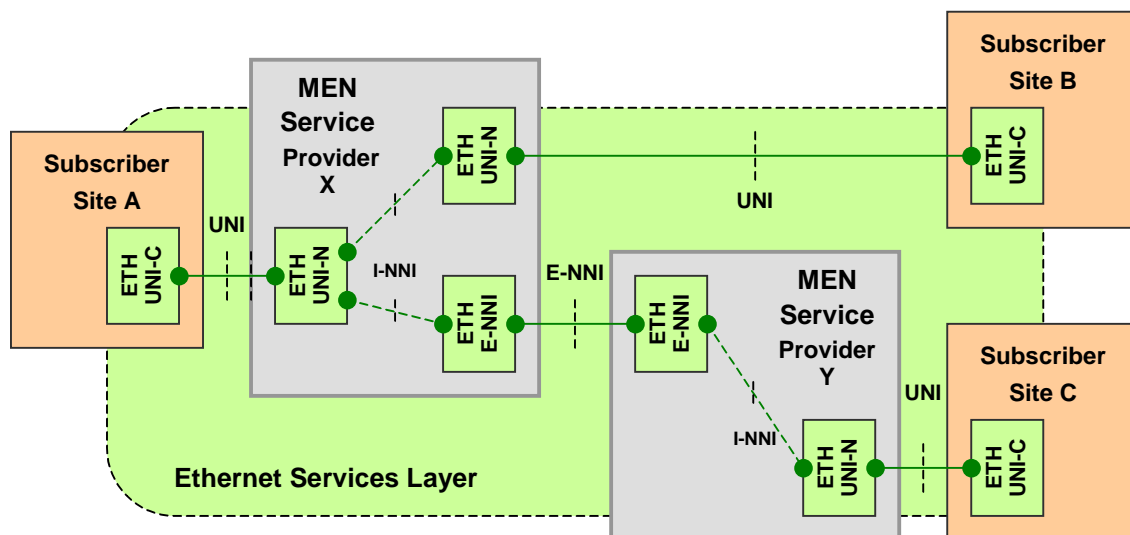 Subscriber
Site A
ETH
UNI-C
UNI
MEN
Service
Provider
X
ETH
UNI-N
I-NNI
ETH
UNI-N
ETH
E-NNI
UNI
Subscriber
Site B
ETH
UNI-C
E-NNI
ETH
E-NNI
MEN
Service
Provider
Y
I-NNI
ETH
UNI-N
UNI
Subscriber
Site C
ETH
UNI-C
Ethernet Services Layer